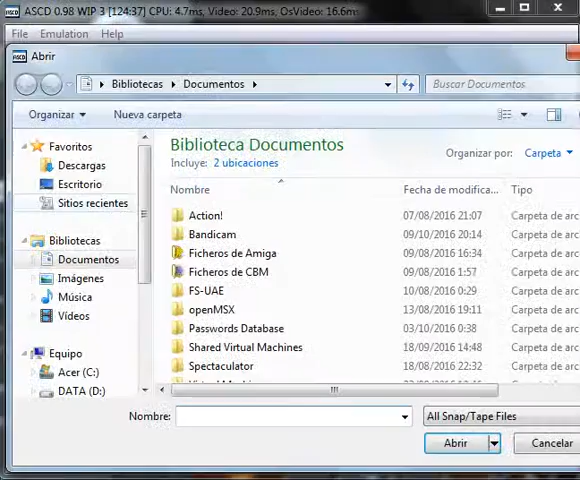 ASCD 0.98 WIP 3 [124:37] CPU: 4.7ms, Video: 20.9ms, OsVideo: 16.6ms
File Emulation Help
ASCD Abrir
Bibliotecas Documentos Buscar Documentos
Organizar Nueva carpeta
Favoritos
Descargas
Escritorio
Sitios recientes
Bibliotecas
Documentos
Imágenes
Música
Vídeos
Equipo
Acer (C:)
DATA (D:)
Biblioteca Documentos
Incluye: 2 ubicaciones
Organizar por: Carpeta
Nombre Fecha de modifica... Tipo
Action! 07/08/2016 21:07 Carpeta de arc
Bandicam 09/10/2016 20:14 Carpeta de arc
Ficheros de Amiga 09/08/2016 16:34 Carpeta de arc
Ficheros de CBM 09/08/2016 1:57 Carpeta de arc
FS-UAE 10/08/2016 0:29 Carpeta de arc
openMSX 13/08/2016 19:11 Carpeta de arc
Passwords Database 03/10/2016 0:38 Carpeta de arc
Shared Virtual Machines 18/09/2016 14:48 Carpeta de arc
Spectaculator 18/08/2016 22:32 Carpeta de arc
Nombre: All Snap/Tape Files
Abrir Cancelar